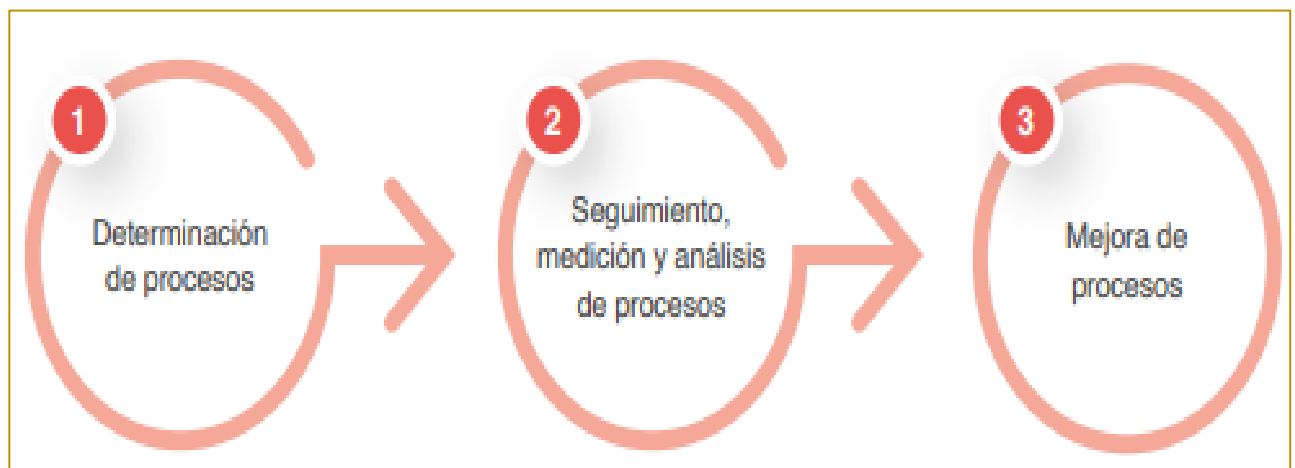 1
Determinación
de procesos
2
Seguimiento,
medición y análisis
de procesos
3
Mejora de
procesos